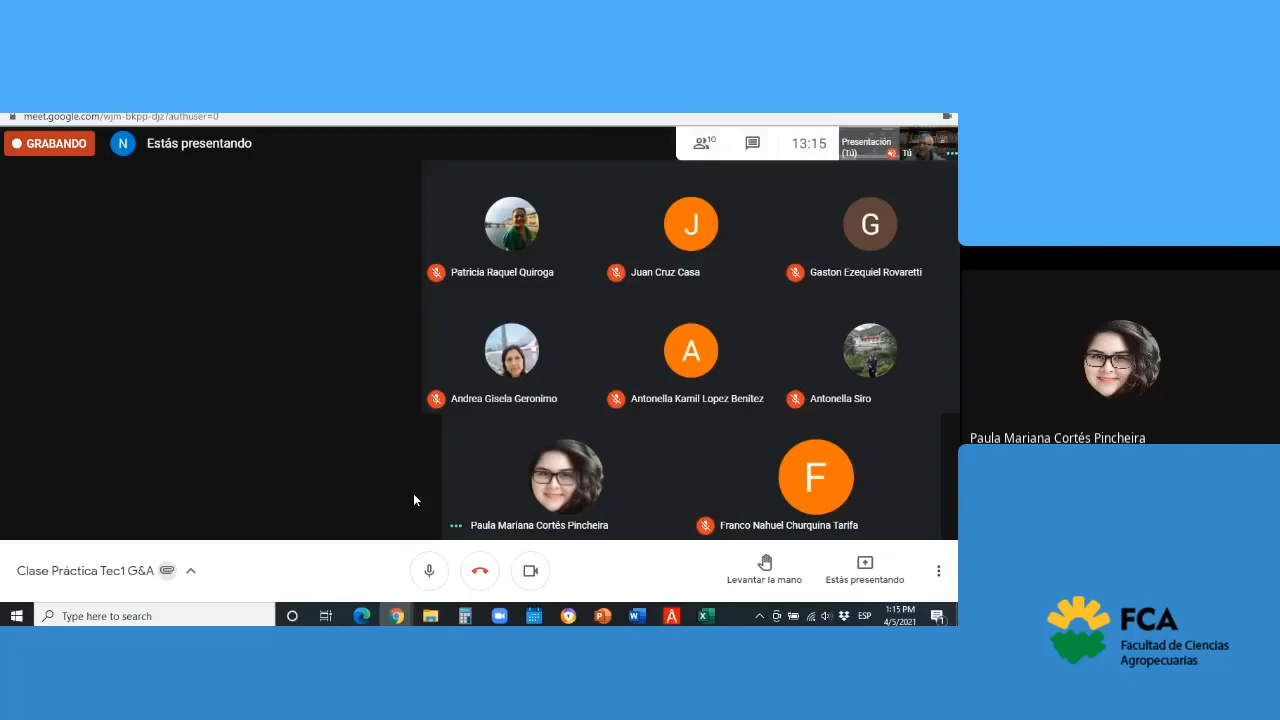 meet.google.com/wjm-bkpp-djz?authuser=0
GRABANDO
N
Estás presentando
10
13:15
Presentación
(Tú)
Tú
J
G
Patricia Raquel Quiroga
Juan Cruz Casa
Gaston Ezequiel Rovaretti
A
Andrea Gisela Geronimo
Antonella Kamil Lopez Benitez
Antonella Siro
F
Paula Mariana Cortés Pincheira
Franco Nahuel Churquina Tarifa
Paula Mariana Cortés Pincheira
Clase Práctica Tec1 G&A
Levantar la mano
Estás presentando
Type here to search
ESP
1:15 PM
4/5/2021
FCA
Facultad de Ciencias
Agropecuarias